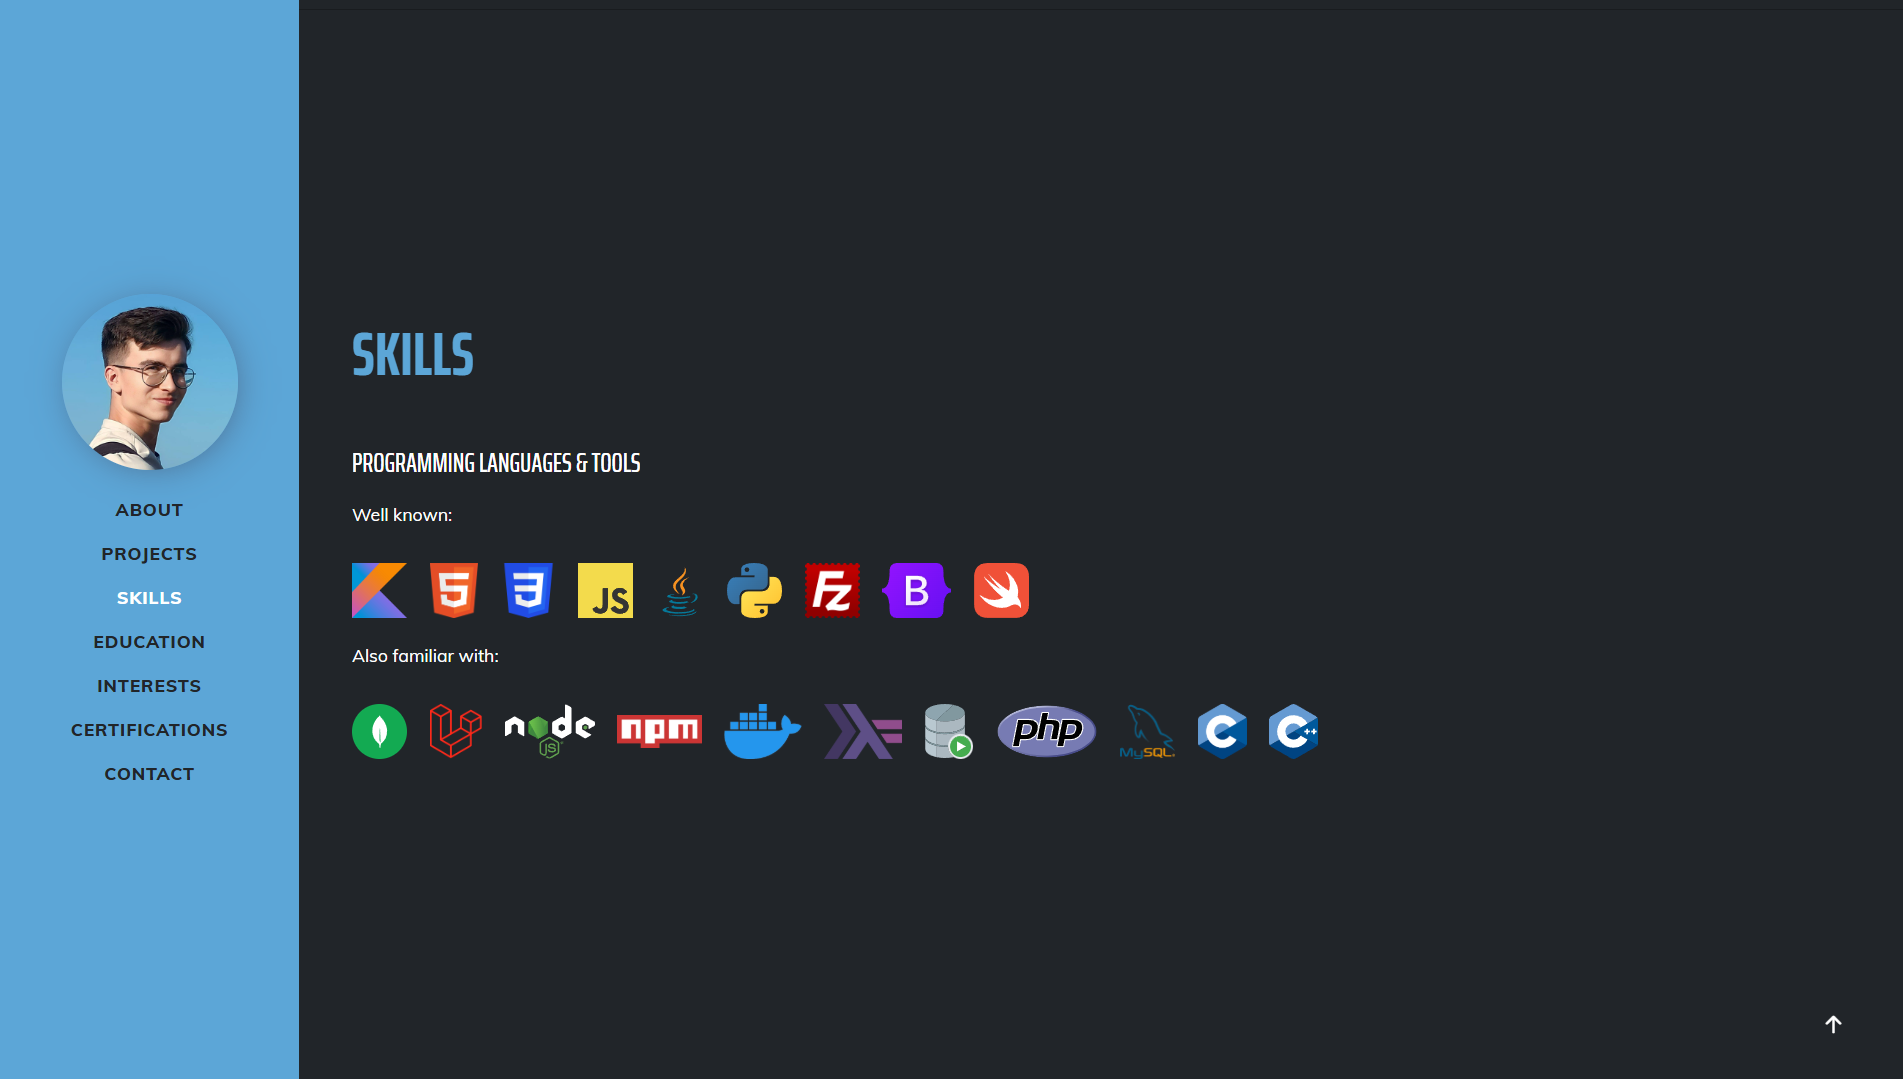 ABOUT
PROJECTS
SKILLS
EDUCATION
INTERESTS
CERTIFICATIONS
CONTACT
SKILLS
PROGRAMMING LANGUAGES & TOOLS
Well known:
5 3 JS Fz B
Also familiar with:
node JS npm php MySQL C C++